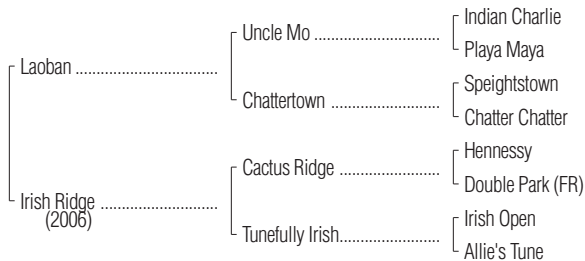 Indian Charlie
Uncle Mo
Playa Maya
Laoban
Speightstown
Chattertown
Chatter Chatter
Hennessy
Cactus Ridge
Double Park (FR)
Irish Ridge
(2006)
Irish Open
Tunefully Irish
Allie's Tune